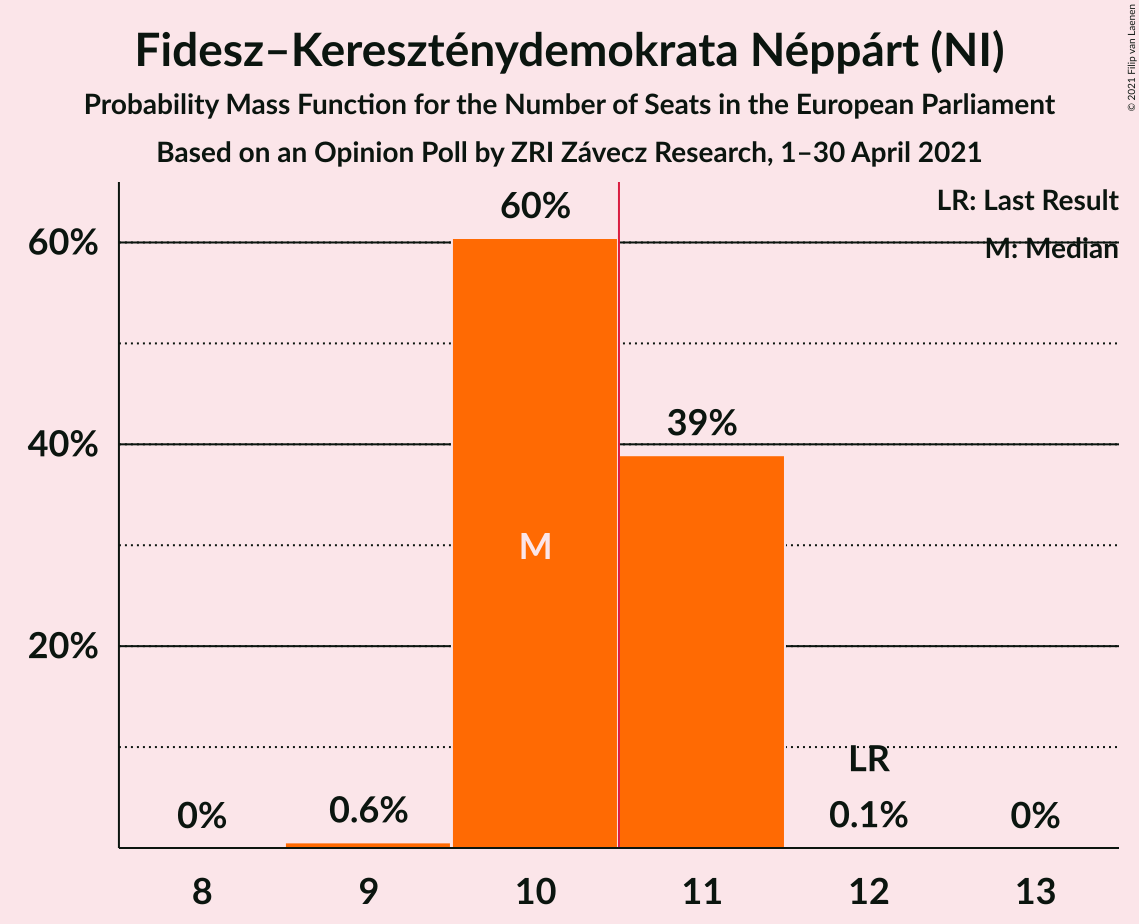 Fidesz–Kereszténydemokrata Néppárt (NI)
Probability Mass Function for the Number of Seats in the European Parliament
Based on an Opinion Poll by ZRI Závecz Research, 1–30 April 2021
© 2021 Filip van Laenen
LR: Last Result
M: Median
60%
40%
20%
0%
0.6%
60%
M
39%
LR
0.1%
0%
8 9 10 11 12 13